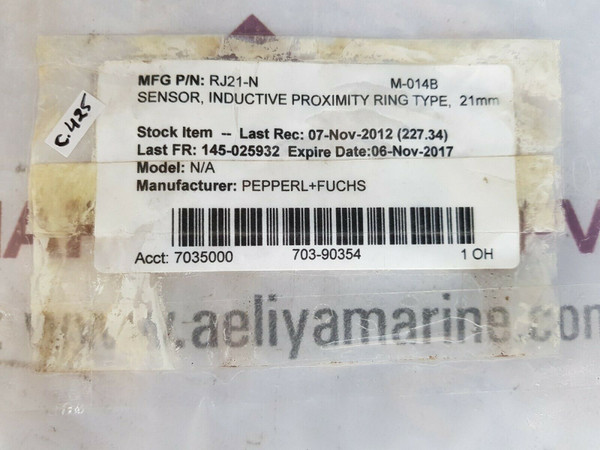 MFG P/N: RJ21-N M-014B
SENSOR, INDUCTIVE PROXIMITY RING TYPE, 21mm
C.425
Stock Item -- Last Rec: 07-Nov-2012 (227.34)
Last FR: 145-025932 Expire Date:06-Nov-2017
Model: N/A
Manufacturer: PEPPERL+FUCHS
Acct: 7035000 703-90354 1 OH
www.aeliyamarine.com